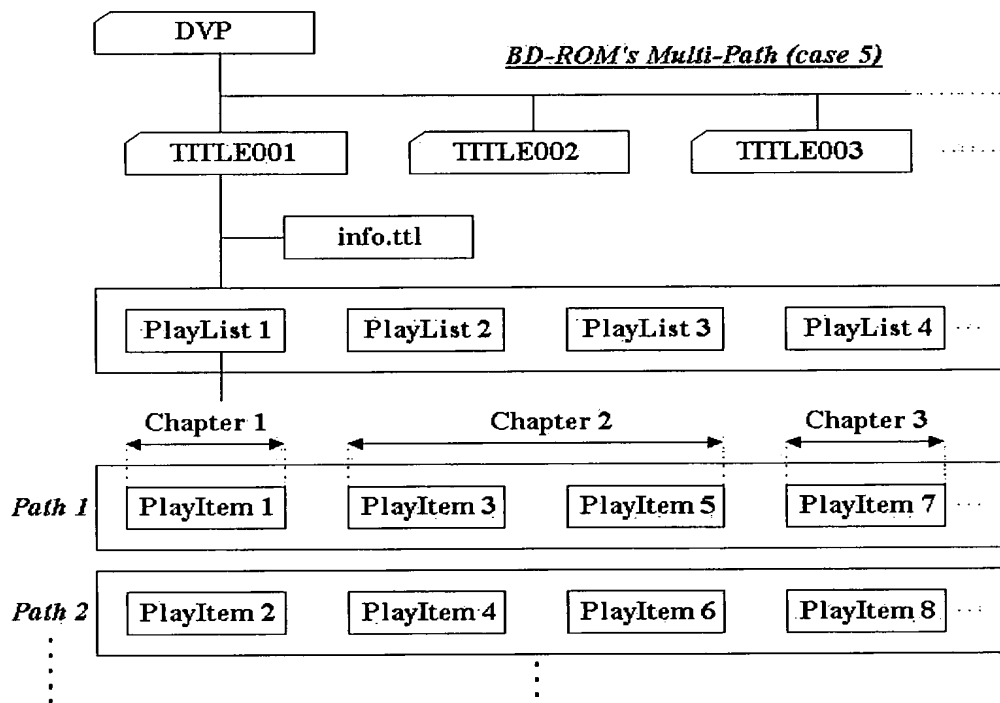 DVP
BD-ROM's Multi-Path (case 5)
TITLE001 TITLE002 TITLE003
info.ttl
PlayList 1 PlayList 2 PlayList 3 PlayList 4
Chapter 1 Chapter 2 Chapter 3
Path 1 PlayItem 1 PlayItem 3 PlayItem 5 PlayItem 7
Path 2 PlayItem 2 PlayItem 4 PlayItem 6 PlayItem 8